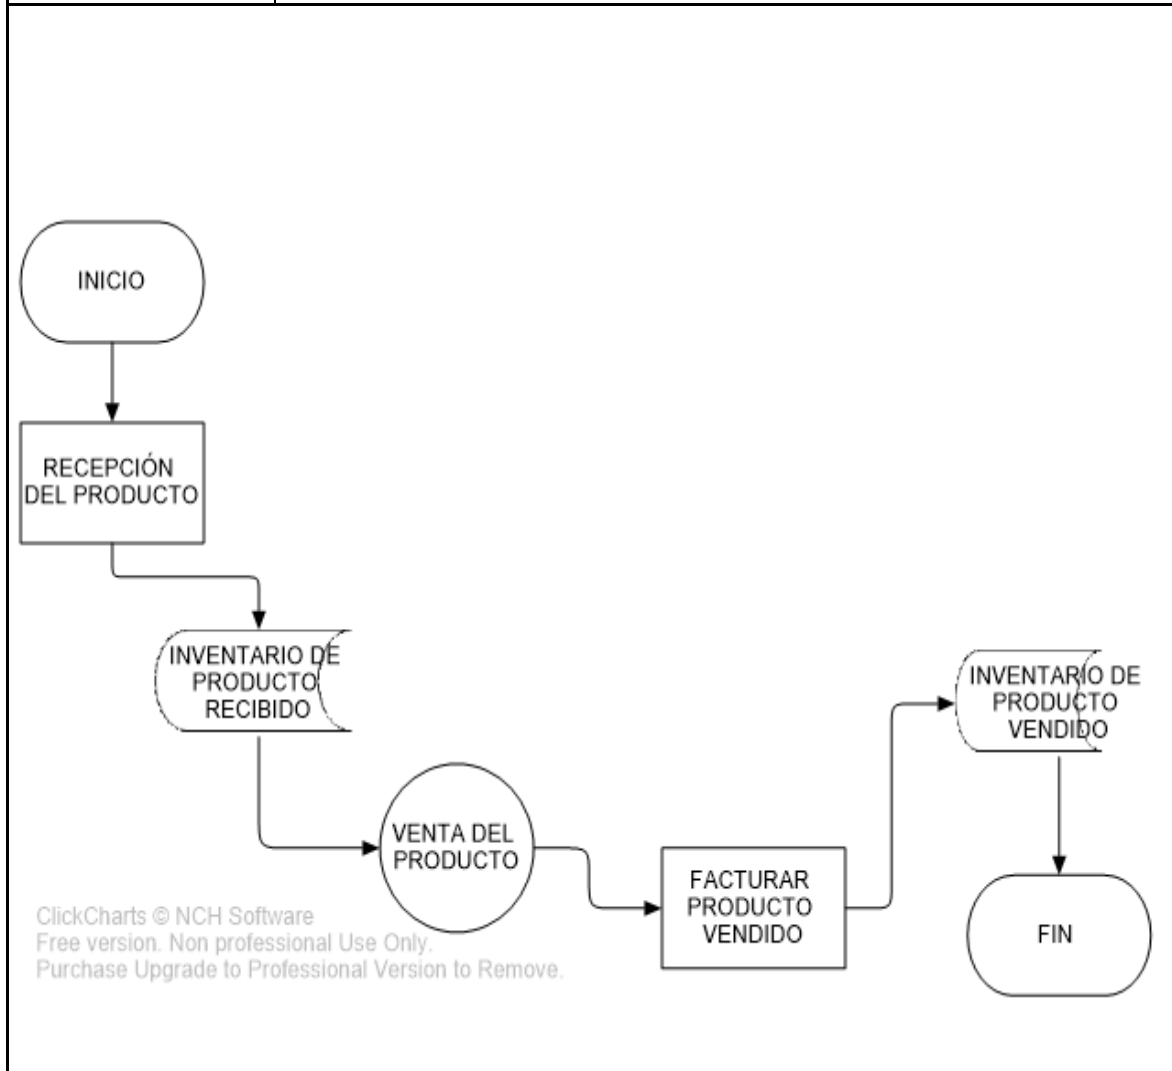 INICIO
RECEPCIÓN
DEL PRODUCTO
INVENTARIO DE
PRODUCTO
RECIBIDO
VENTA DEL
PRODUCTO
FACTURAR
PRODUCTO
VENDIDO
INVENTARIO DE
PRODUCTO
VENDIDO
FIN
ClickCharts © NCH Software
Free version. Non professional Use Only.
Purchase Upgrade to Professional Version to Remove.